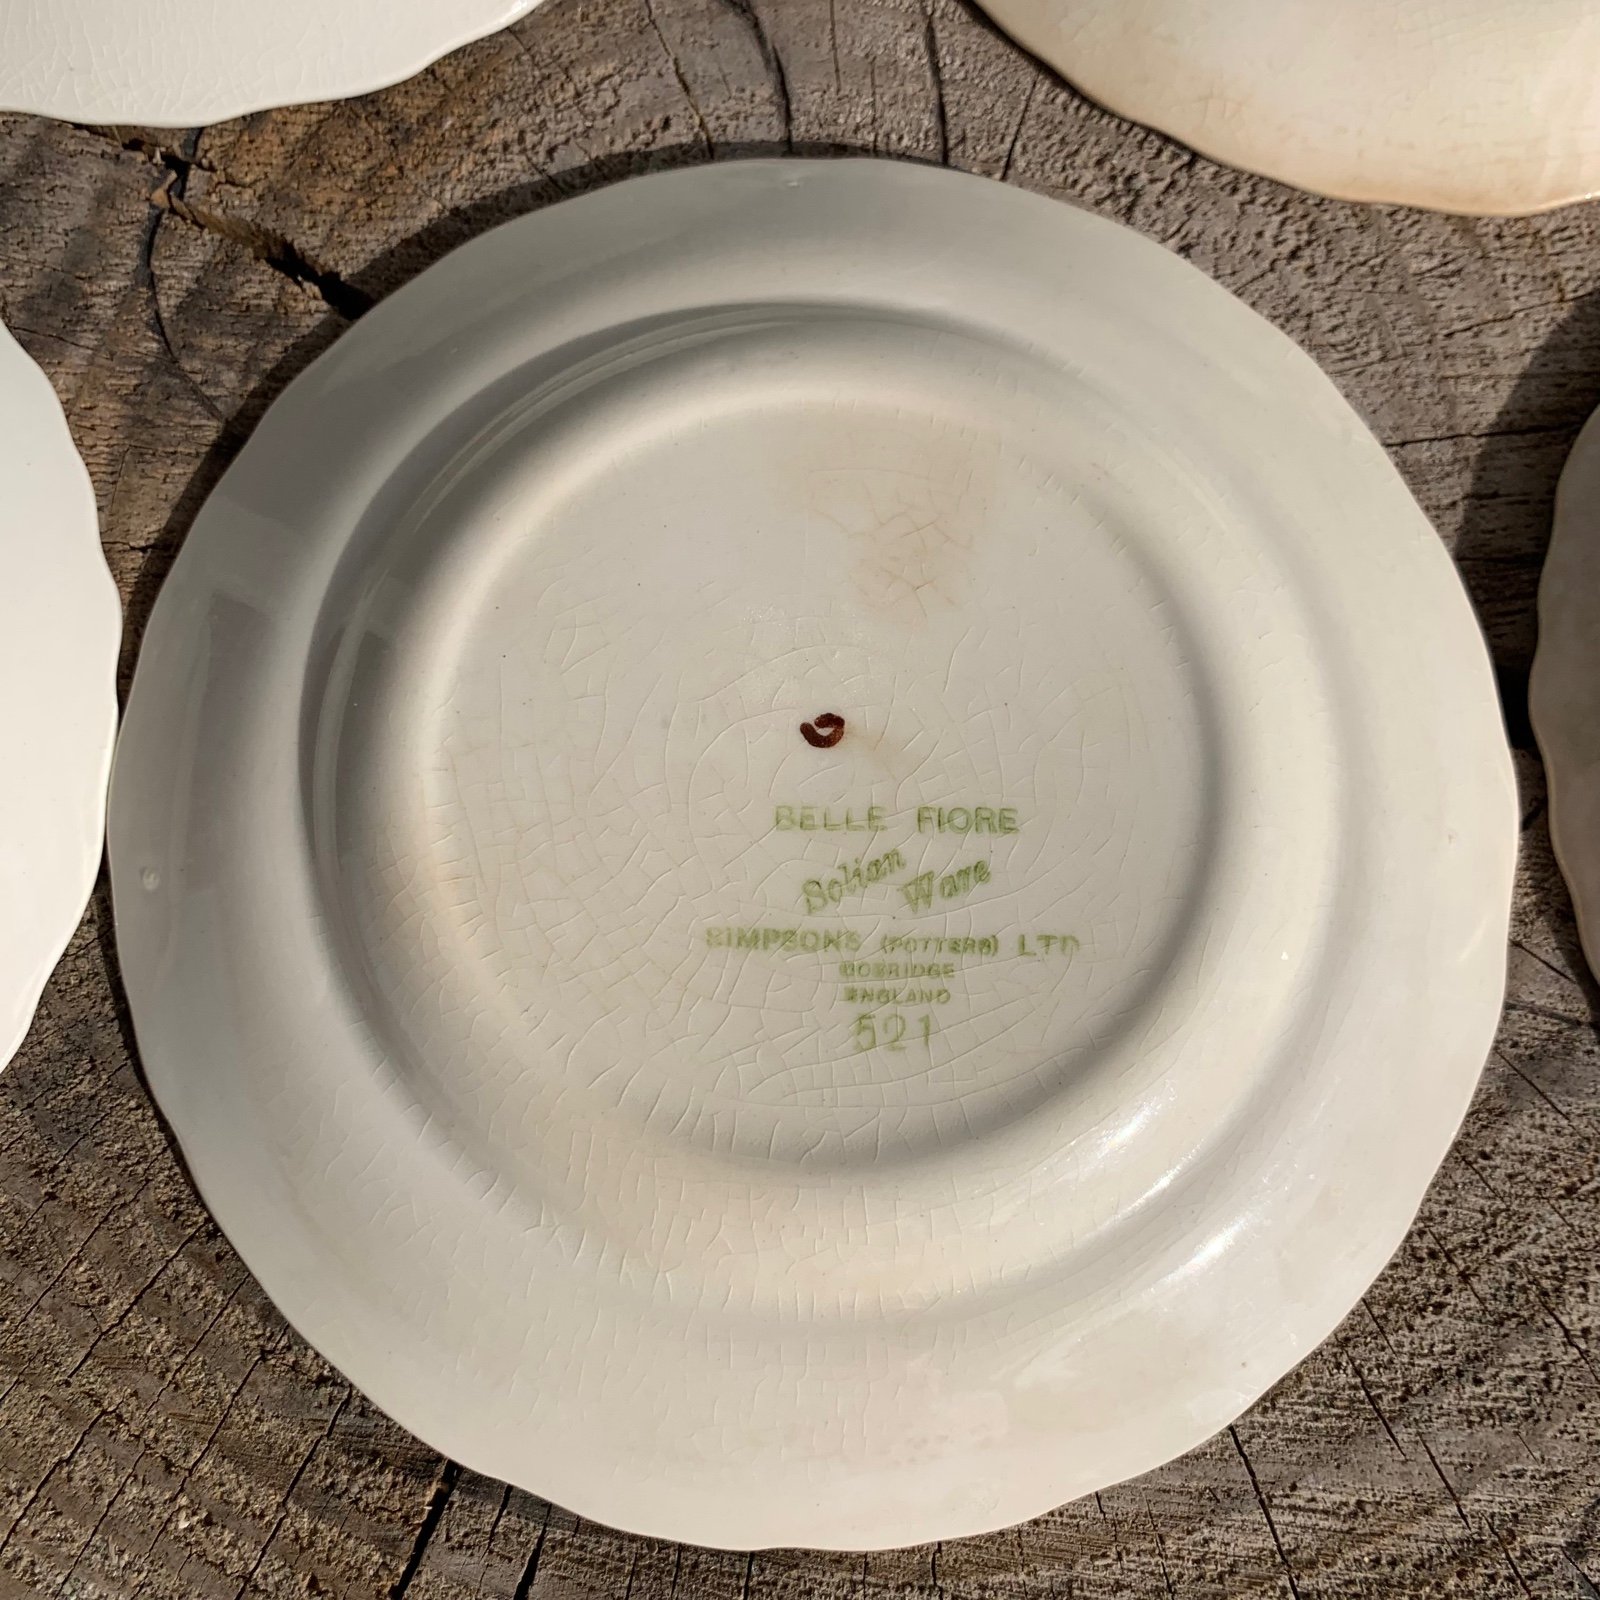 BELLE FIORE
Solian Ware
SIMPSONS (POTTERS) LTD
COBRIDGE
ENGLAND
521